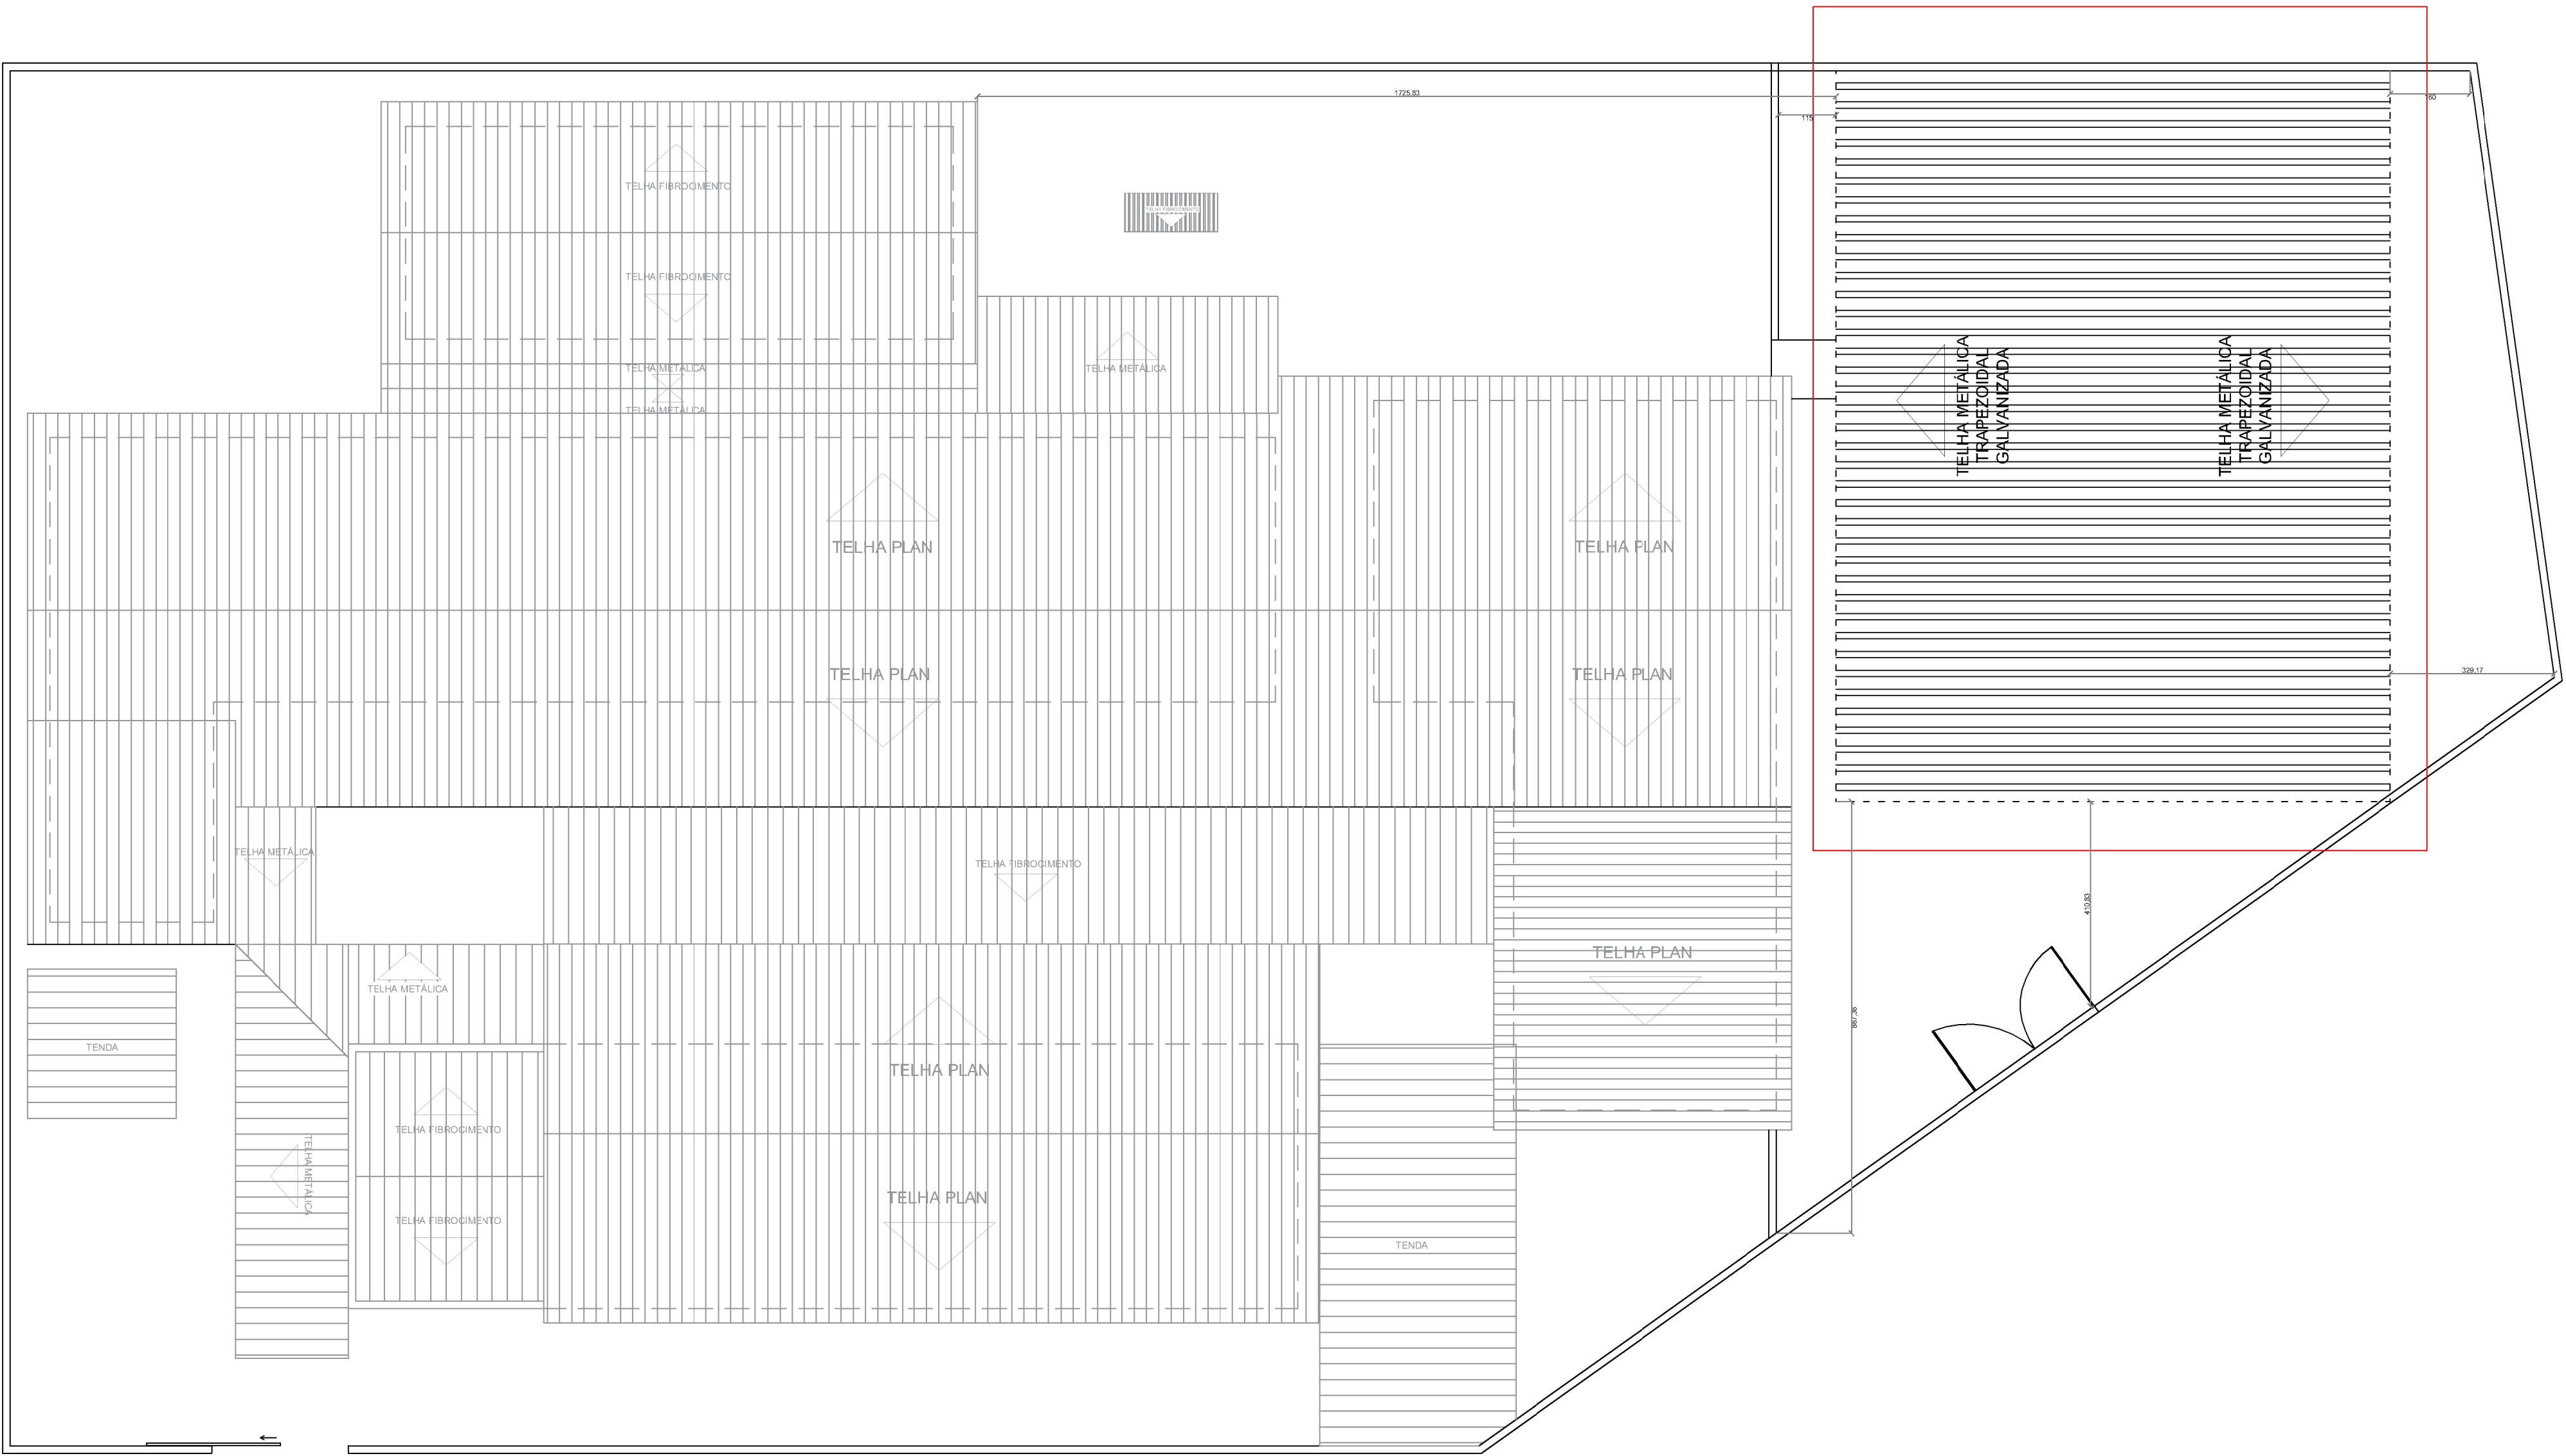 1725,83
160
115
TELHA FIBROCIMENTO
TELHA FIBROCIMENTO
TELHA FIBROCIMENTO
TELHA METÁLICA
TELHA METÁLICA
TELHA METÁLICA
TELHA METÁLICA
TRAPEZOIDAL
GALVANIZADA
TELHA METÁLICA
TRAPEZOIDAL
GALVANIZADA
TELHA PLAN
TELHA PLAN
TELHA PLAN
TELHA PLAN
329,17
TELHA METÁLICA
TELHA FIBROCIMENTO
410,83
TELHA PLAN
TELHA METÁLICA
867,36
TENDA
TELHA PLAN
TELHA FIBROCIMENTO
TELHA METÁLICA
TELHA PLAN
TELHA FIBROCIMENTO
TENDA